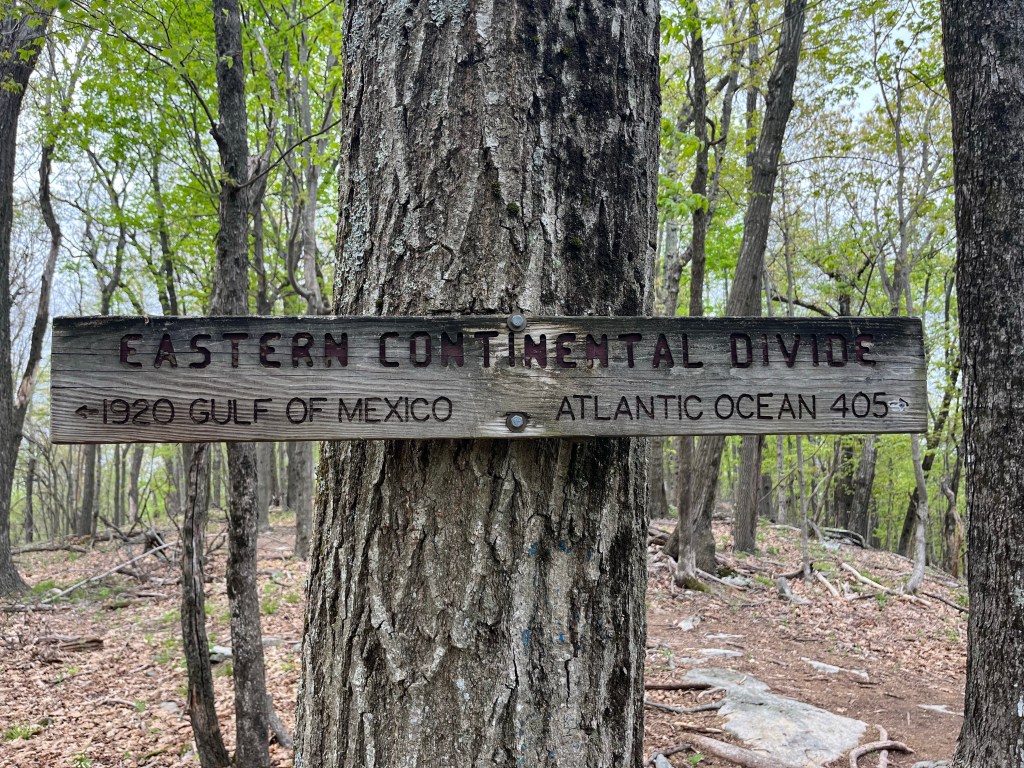 EASTERN CONTINENTAL DIVIDE
←1920 GULF OF MEXICO ATLANTIC OCEAN 405→